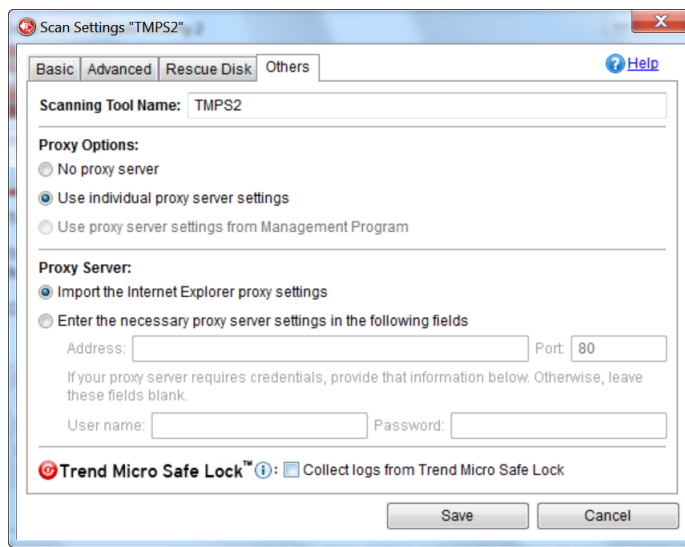 Scan Settings "TMPS2"
Basic
Advanced
Rescue Disk
Others
Help
Scanning Tool Name: TMPS2
Proxy Options:
No proxy server
Use individual proxy server settings
Use proxy server settings from Management Program
Proxy Server:
Import the Internet Explorer proxy settings
Enter the necessary proxy server settings in the following fields
Address: Port: 80
If your proxy server requires credentials, provide that information below. Otherwise, leave
these fields blank.
User name: Password:
Trend Micro Safe Lock™ : Collect logs from Trend Micro Safe Lock
Save
Cancel